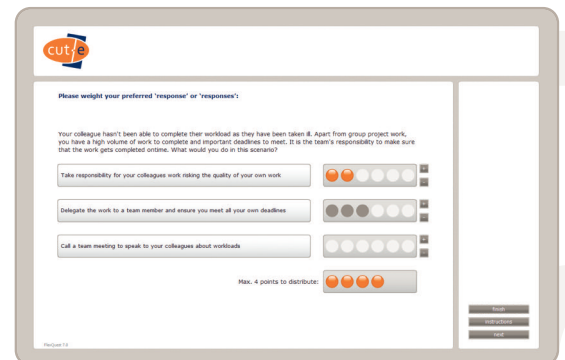 cut-e
Please weight your preferred 'response' or 'responses':
Your colleague hasn't been able to complete their workload as they have been taken ill. Apart from group project work,
you have a high volume of work to complete and important deadlines to meet. It is the team's responsibility to make sure
that the work gets completed ontime. What would you do in this scenario?
Take responsibility for your colleagues work risking the quality of your own work
Delegate the work to a team member and ensure you meet all your own deadlines
Call a team meeting to speak to your colleagues about workloads
Max. 4 points to distribute:
finish
instructions
next